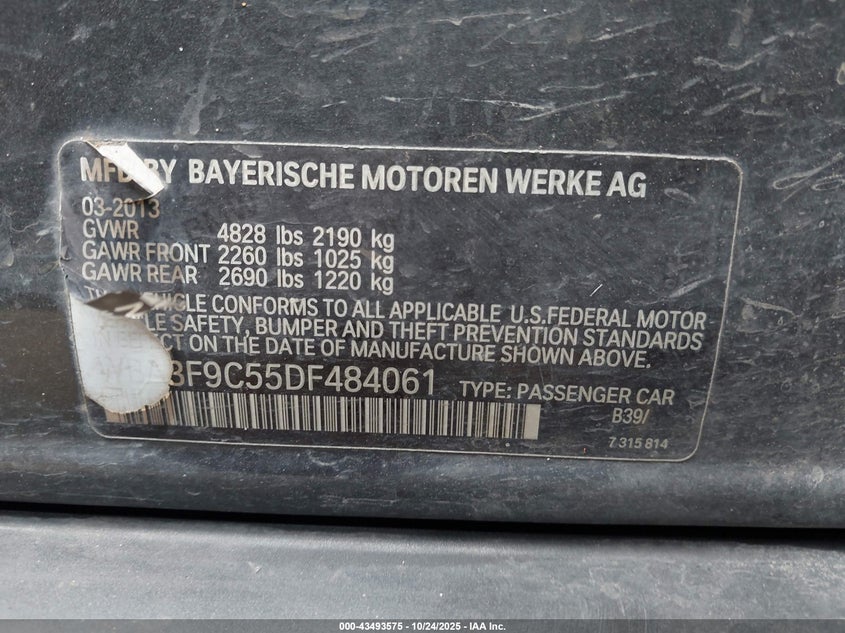 MFD BY BAYERISCHE MOTOREN WERKE AG
03-2013
GVWR 4828 lbs 2190 kg
GAWR FRONT 2260 lbs 1025 kg
GAWR REAR 2690 lbs 1220 kg
VEHICLE CONFORMS TO ALL APPLICABLE U.S.FEDERAL MOTOR
SAFETY, BUMPER AND THEFT PREVENTION STANDARDS
ON THE DATE OF MANUFACTURE SHOWN ABOVE.
3F9C55DF484061 TYPE: PASSENGER CAR
B39/
7 315 814
000-43493575 - 10/24/2025 - IAA Inc.